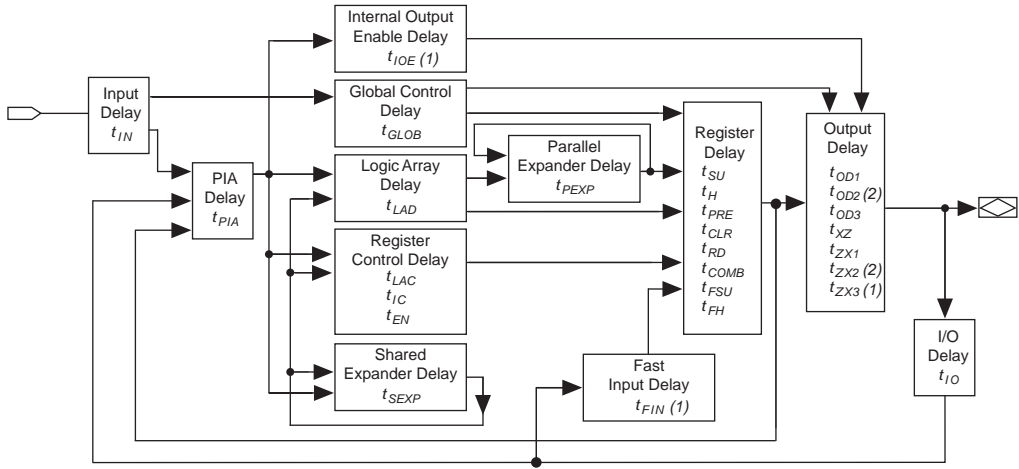 Internal Output
Enable Delay
tIOE (1)
Input
Delay
tIN
Global Control
Delay
tGLOB
PIA
Delay
tPIA
Logic Array
Delay
tLAD
Parallel
Expander Delay
tPEXP
Register
Control Delay
tLAC
tIC
tEN
Shared
Expander Delay
tSEXP
Fast
Input Delay
tFIN (1)
Register
Delay
tSU
tH
tPRE
tCLR
tRD
tCOMB
tFSU
tFH
Output
Delay
tOD1
tOD2 (2)
tOD3
tXZ
tZX1
tZX2 (2)
tZX3 (1)
I/O
Delay
tIO